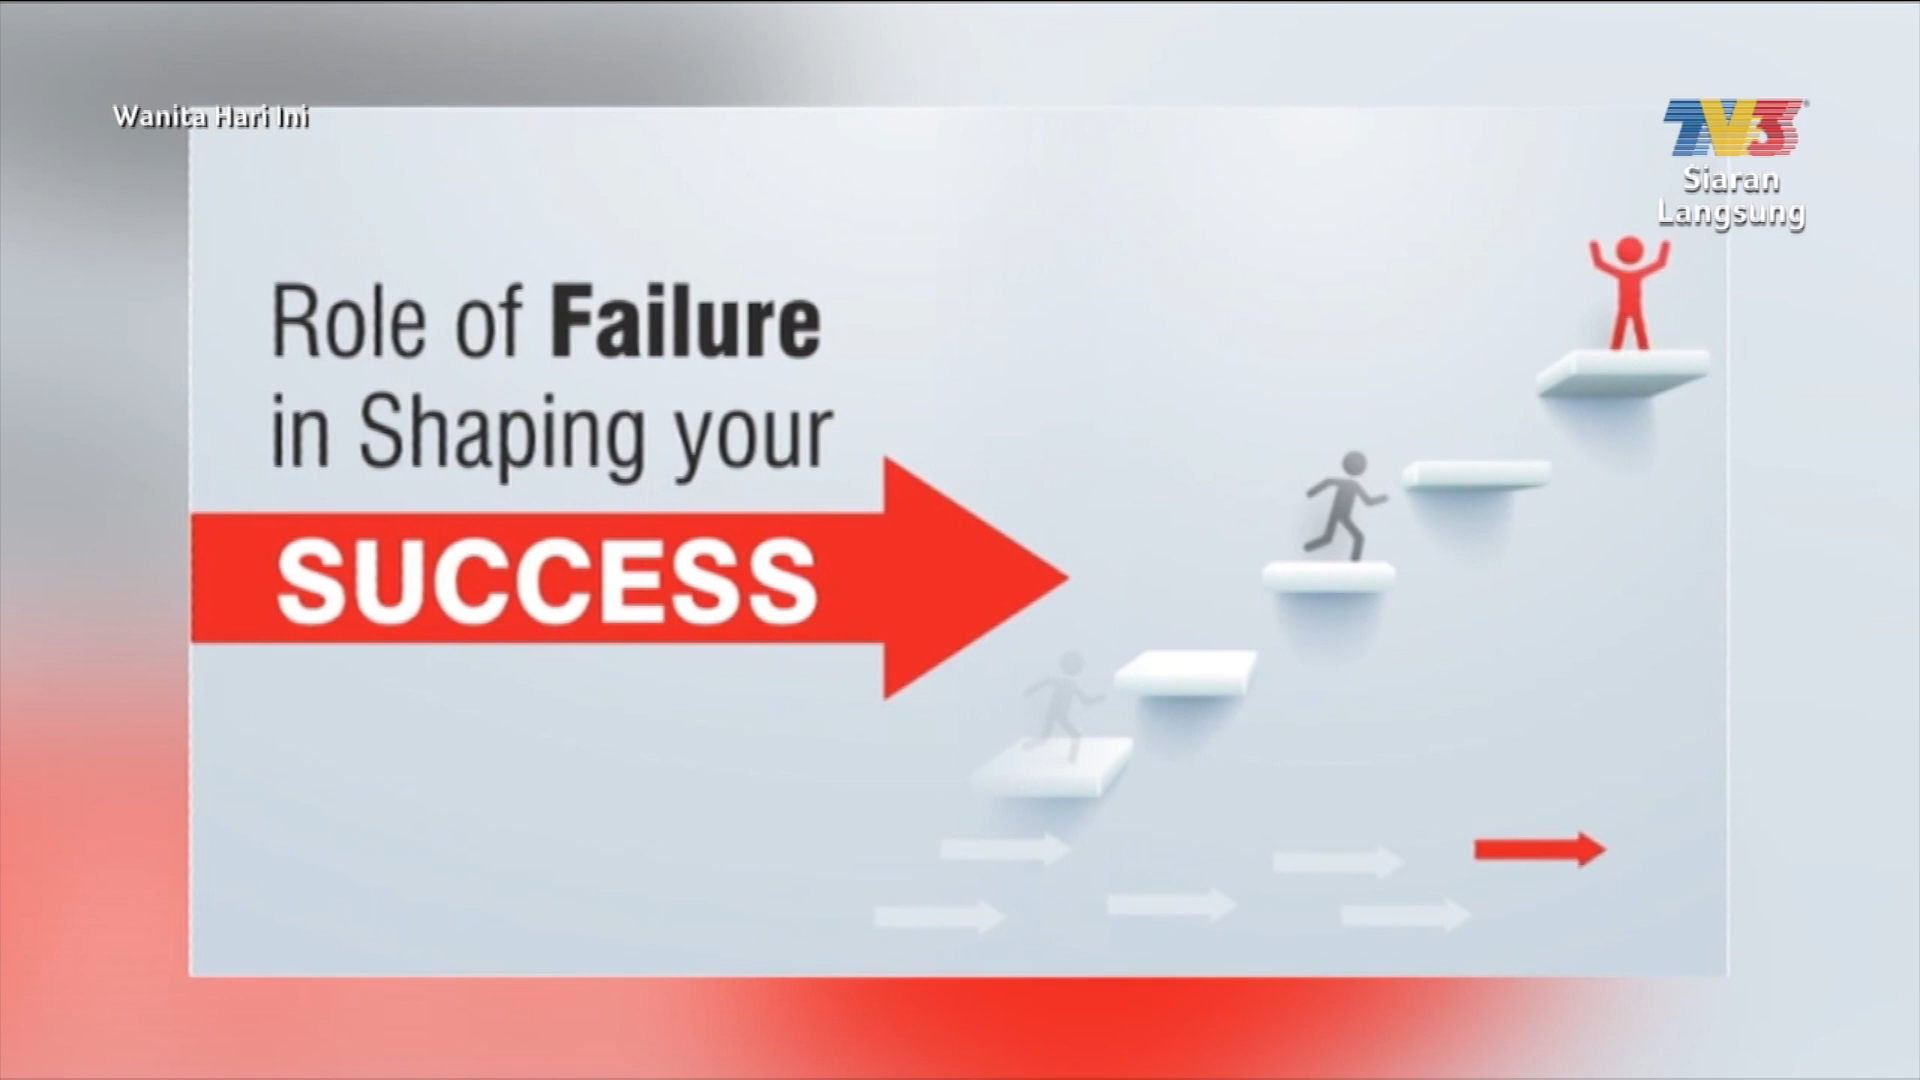 Wanita Hari Ini
TV3
Siaran
Langsung
Role of Failure
in Shaping your
SUCCESS